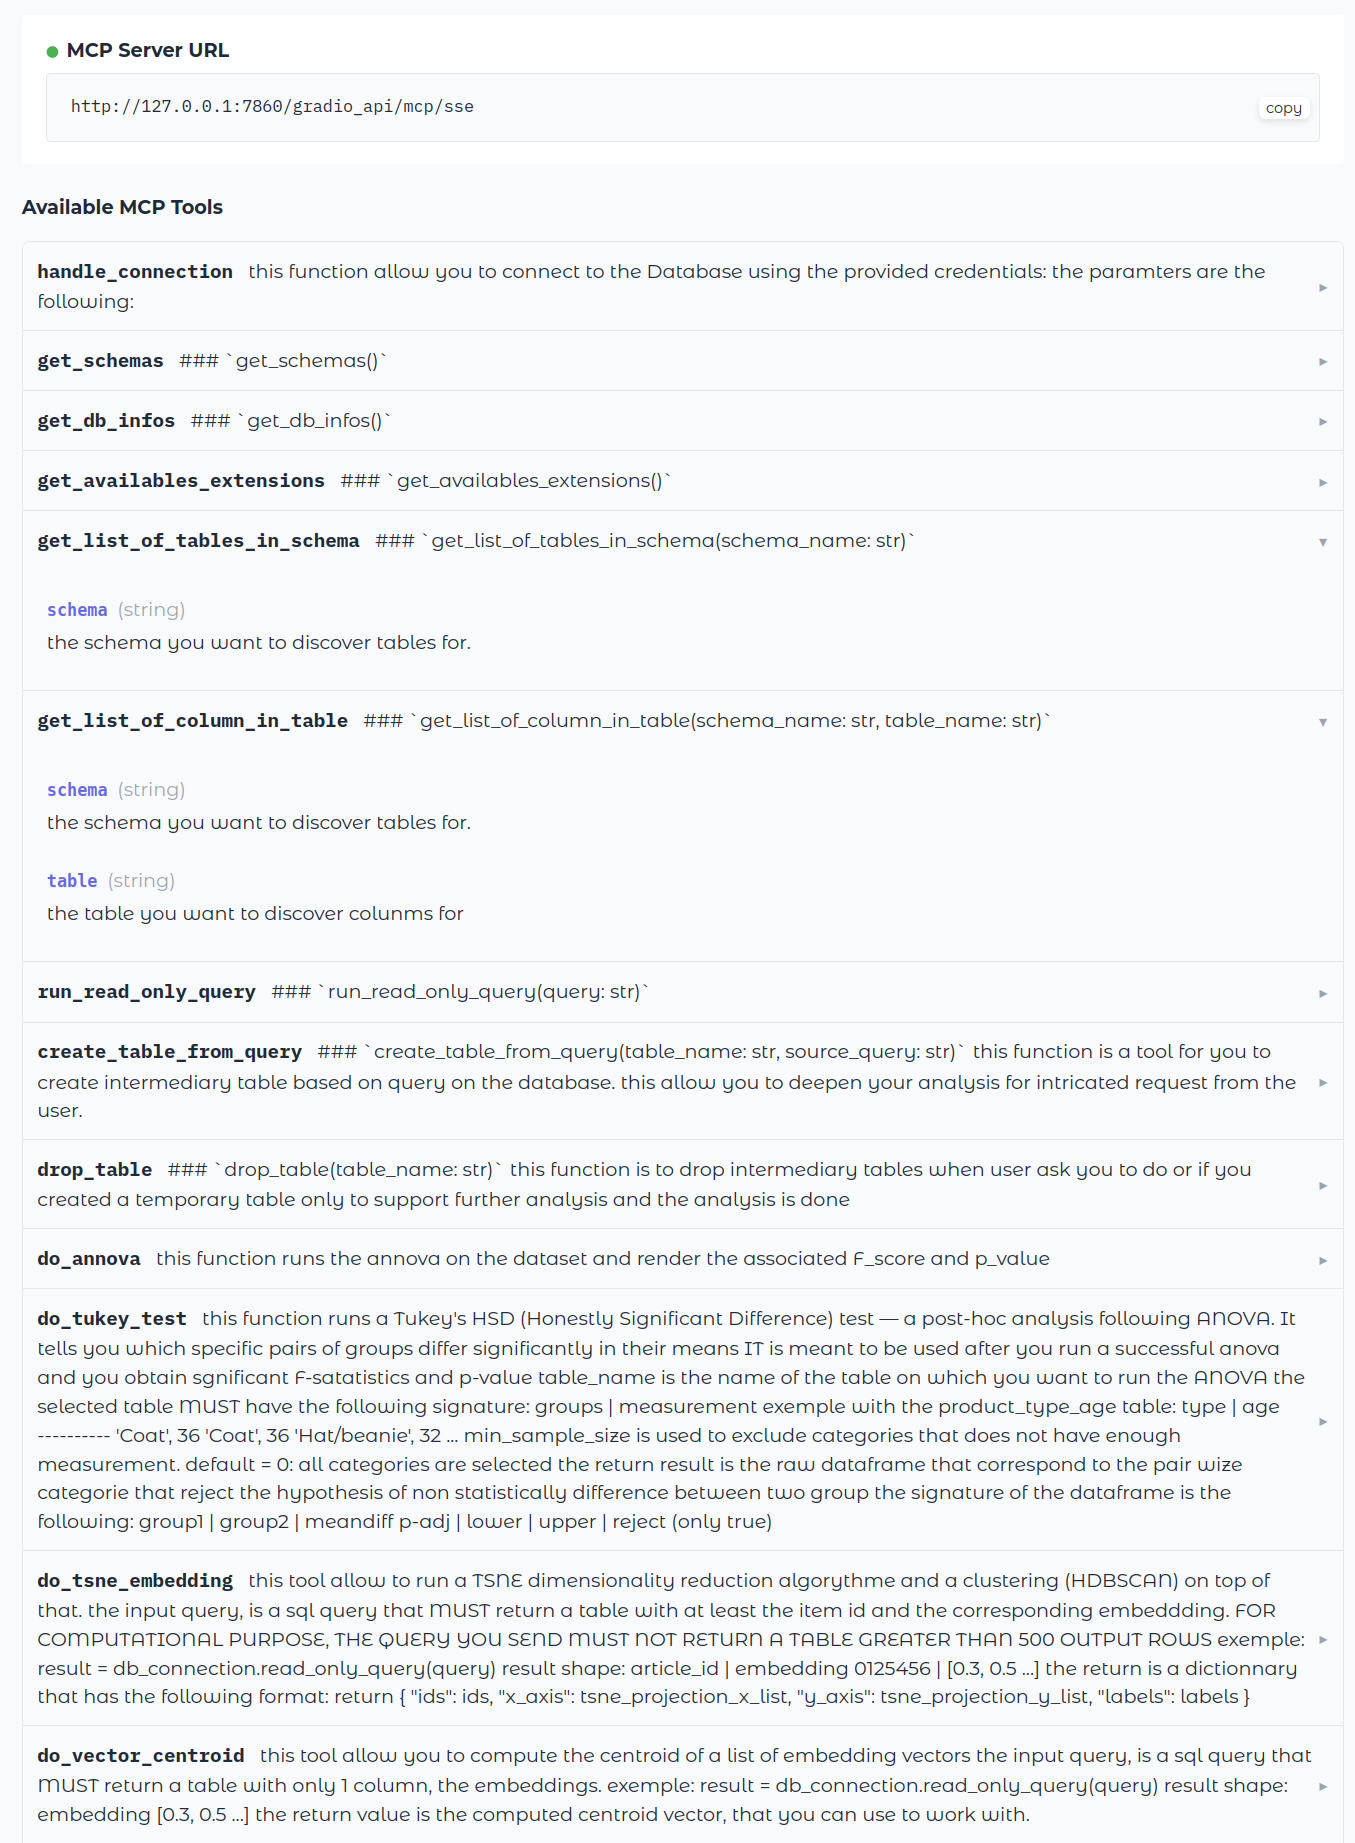 MCP Server URL
http://127.0.0.1:7860/gradio_api/mcp/sse
copy
Available MCP Tools
handle_connection this function allow you to connect to the Database using the provided credentials: the paramters are the
following:
get_schemas ### `get_schemas()`
get_db_infos ### `get_db_infos()`
get_availables_extensions ### `get_availables_extensions()`
get_list_of_tables_in_schema ### `get_list_of_tables_in_schema(schema_name: str)`
schema (string)
the schema you want to discover tables for.
get_list_of_column_in_table ### `get_list_of_column_in_table(schema_name: str, table_name: str)`
schema (string)
the schema you want to discover tables for.
table (string)
the table you want to discover colunms for
run_read_only_query ### `run_read_only_query(query: str)`
create_table_from_query ### `create_table_from_query(table_name: str, source_query: str)` this function is a tool for you to
create intermediary table based on query on the database. this allow you to deepen your analysis for intricated request from the
user.
drop_table ### `drop_table(table_name: str)` this function is to drop intermediary tables when user ask you to do or if you
created a temporary table only to support further analysis and the analysis is done
do_annova this function runs the annova on the dataset and render the associated F_score and p_value
do_tukey_test this function runs a Tukey's HSD (Honestly Significant Difference) test — a post-hoc analysis following ANOVA. It
tells you which specific pairs of groups differ significantly in their means IT is meant to be used after you run a successful anova
and you obtain sgnificant F-satatistics and p-value table_name is the name of the table on which you want to run the ANOVA the
selected table MUST have the following signature: groups | measurement exemple with the product_type_age table: type | age
---------- 'Coat', 36 'Coat', 36 'Hat/beanie', 32 ... min_sample_size is used to exclude categories that does not have enough
measurement. default = 0: all categories are selected the return result is the raw dataframe that correspond to the pair wize
categorie that reject the hypothesis of non statistically difference between two group the signature of the dataframe is the
following: group1 | group2 | meandiff p-adj | lower | upper | reject (only true)
do_tsne_embedding this tool allow to run a TSNE dimensionality reduction algorythme and a clustering (HDBSCAN) on top of
that. the input query, is a sql query that MUST return a table with at least the item id and the corresponding embeddding. FOR
COMPUTATIONAL PURPOSE, THE QUERY YOU SEND MUST NOT RETURN A TABLE GREATER THAN 500 OUTPUT ROWS exemple:
result = db_connection.read_only_query(query) result shape: article_id | embedding 0125456 | [0.3, 0.5 ...] the return is a dictionnary
that has the following format: return { "ids": ids, "x_axis": tsne_projection_x_list, "y_axis": tsne_projection_y_list, "labels": labels }
do_vector_centroid this tool allow you to compute the centroid of a list of embedding vectors the input query, is a sql query that
MUST return a table with only 1 column, the embeddings. exemple: result = db_connection.read_only_query(query) result shape:
embedding [0.3, 0.5 ...] the return value is the computed centroid vector, that you can use to work with.